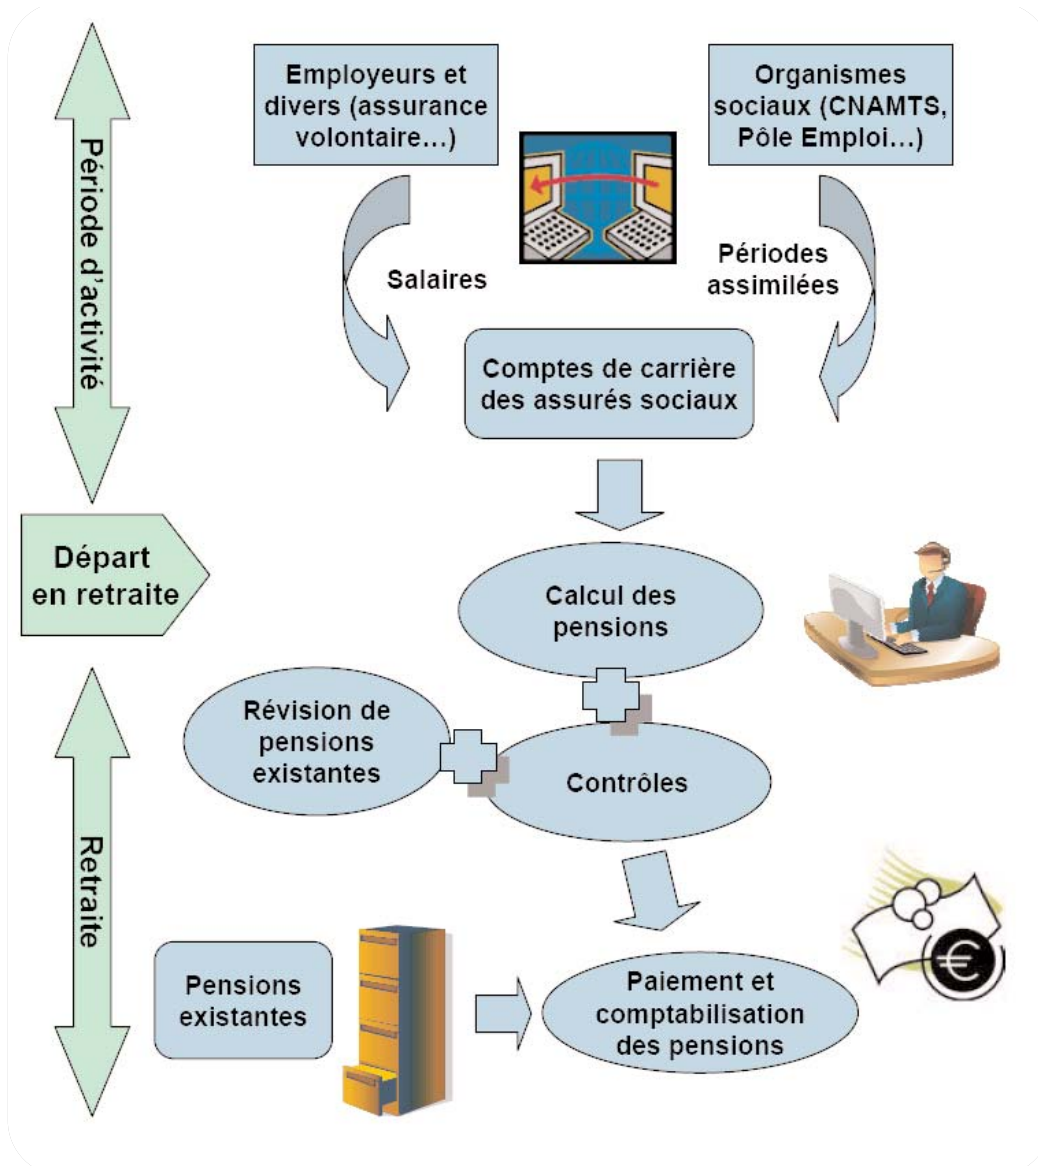 Employeurs et
divers (assurance
volontaire…)
Organismes
sociaux (CNAMTS,
Pôle Emploi…)
Période d'activité
Salaires
Périodes
assimilées
Comptes de carrière
des assurés sociaux
Départ
en retraite
Calcul des
pensions
Révision de
pensions
existantes
Contrôles
Retraite
Pensions
existantes
Paiement et
comptabilisation
des pensions
€